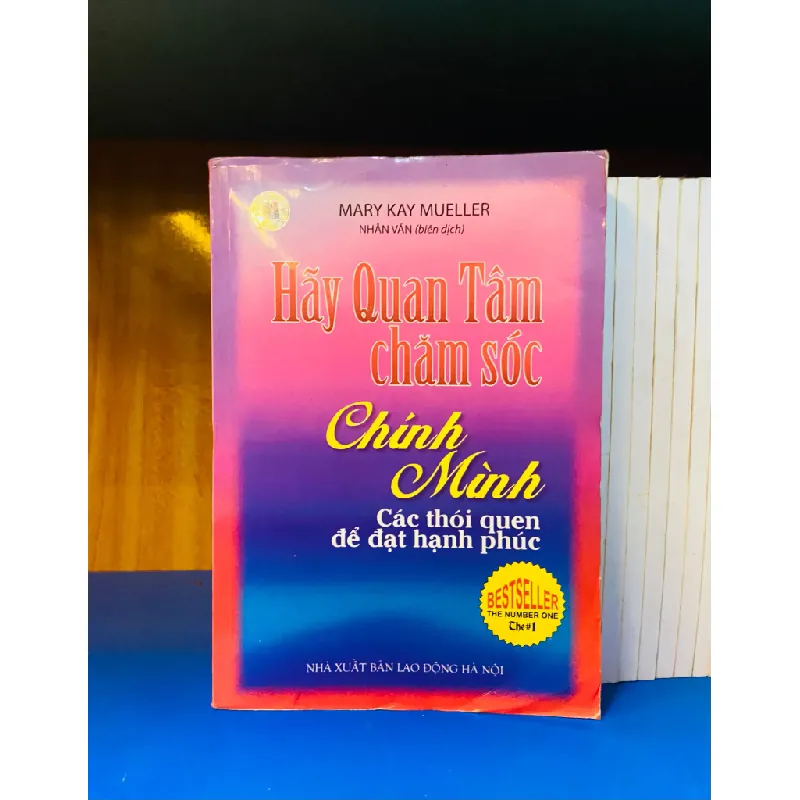 MARY KAY MUELLER
NHÂN VĂN (biên dịch)
Hãy Quan Tâm
chăm sóc
Chính
Mình
Các thói quen
để đạt hạnh phúc
BESTSELLER
THE NUMBER ONE
The #1
NHÀ XUẤT BẢN LAO ĐỘNG HÀ NỘI